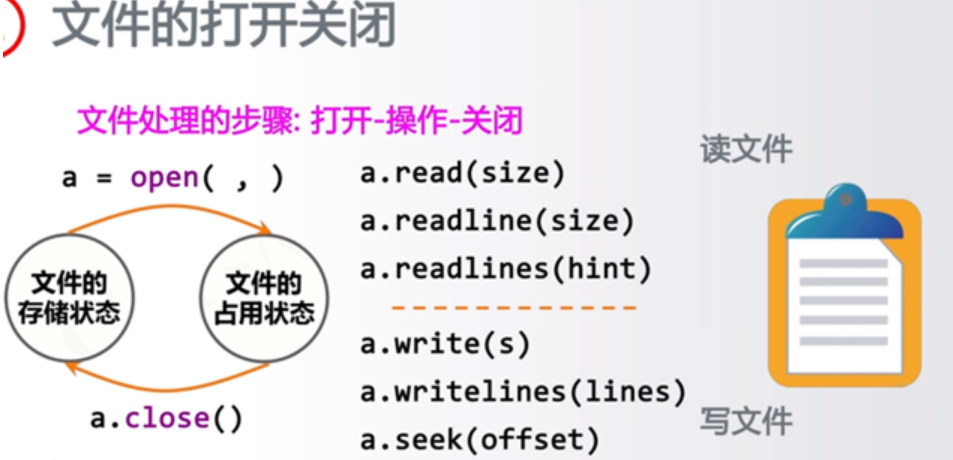 文件的打开关闭
文件处理的步骤: 打开-操作-关闭
a = open( , )
文件的
存储状态
文件的
占用状态
a.close()
a.read(size)
a.readline(size)
a.readlines(hint)
a.write(s)
a.writelines(lines)
a.seek(offset)
读文件
写文件